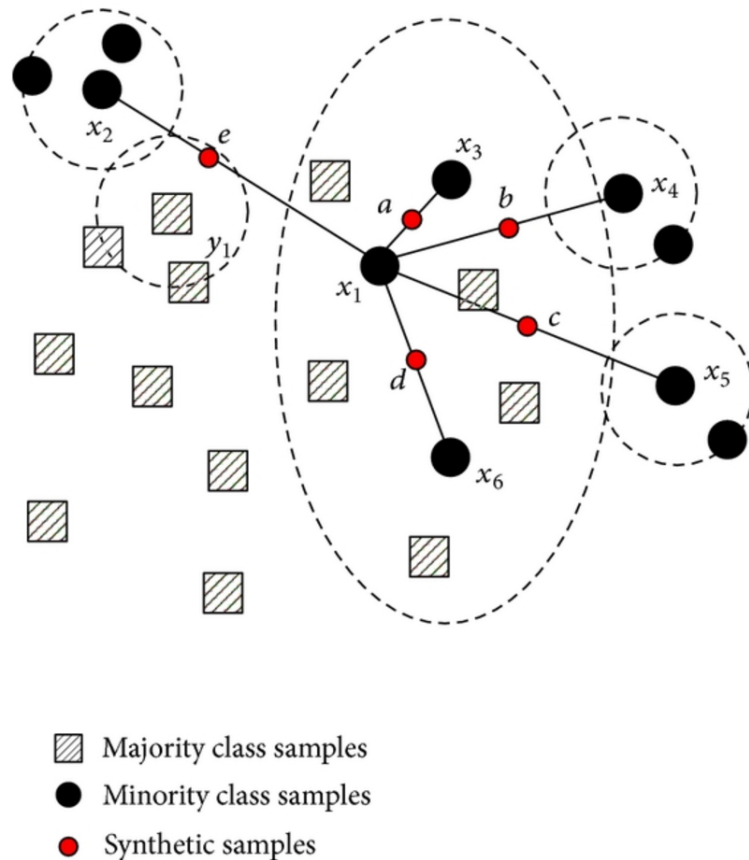 x₂
e
x₃
a
b
x₄
y₁
x₁
c
d
x₅
x₆
Majority class samples
Minority class samples
Synthetic samples